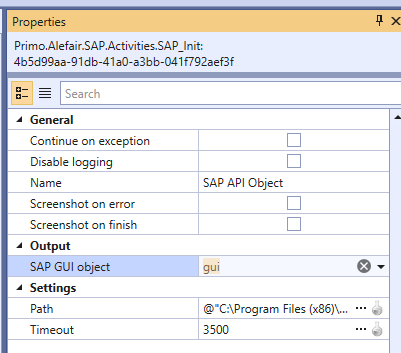 Properties
Primo.Alefair.SAP.Activities.SAP_Init:
4b5d99aa-91db-41a0-a3bb-041f792aef3f
Search
General
Continue on exception
Disable logging
Name SAP API Object
Screenshot on error
Screenshot on finish
Output
SAP GUI object gui
Settings
Path @"C:\Program Files (x86)\... ...
Timeout 3500 ...